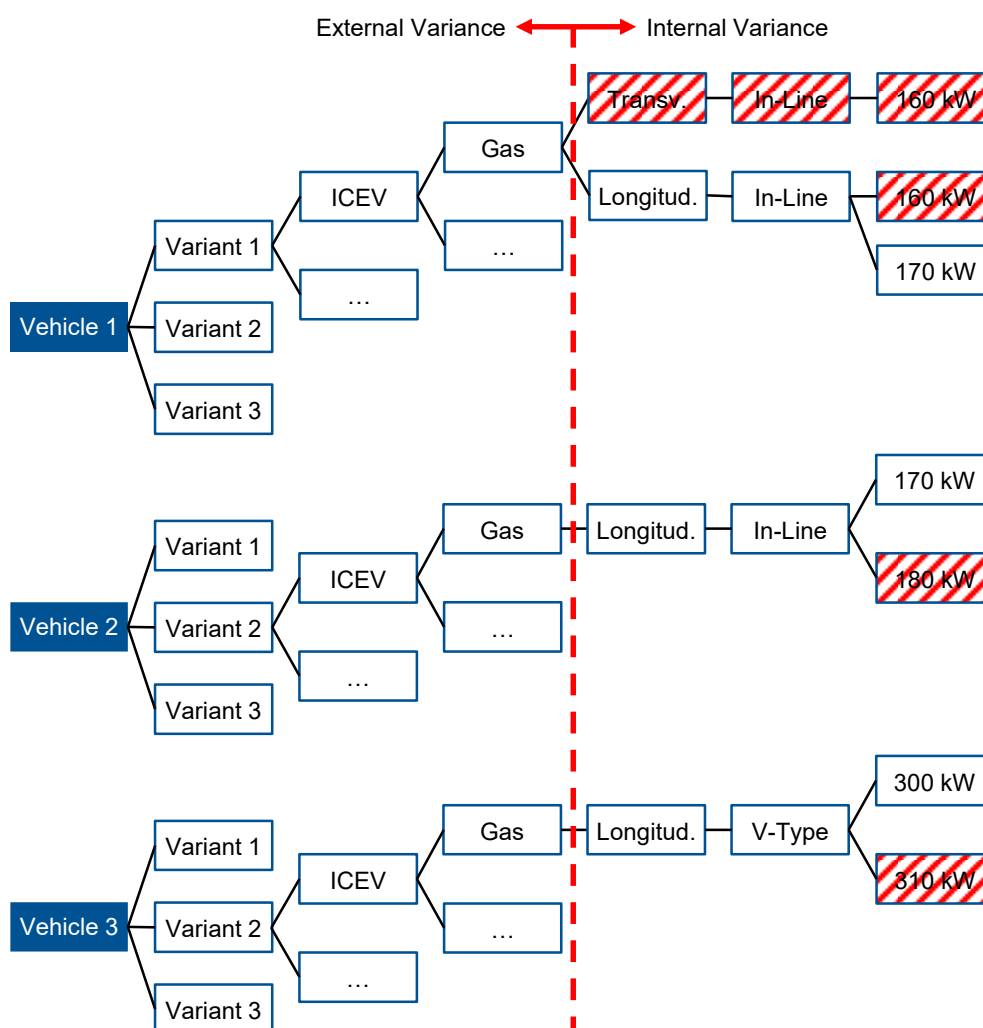 External Variance
Internal Variance
Transv.
In-Line
160 kW
Gas
ICEV
Longitud.
In-Line
160 kW
Variant 1
…
…
170 kW
Vehicle 1
Variant 2
Variant 3
170 kW
Variant 1
Gas
Longitud.
In-Line
ICEV
180 kW
Vehicle 2
Variant 2
…
…
Variant 3
300 kW
Variant 1
Gas
Longitud.
V-Type
ICEV
310 kW
Vehicle 3
Variant 2
…
…
Variant 3